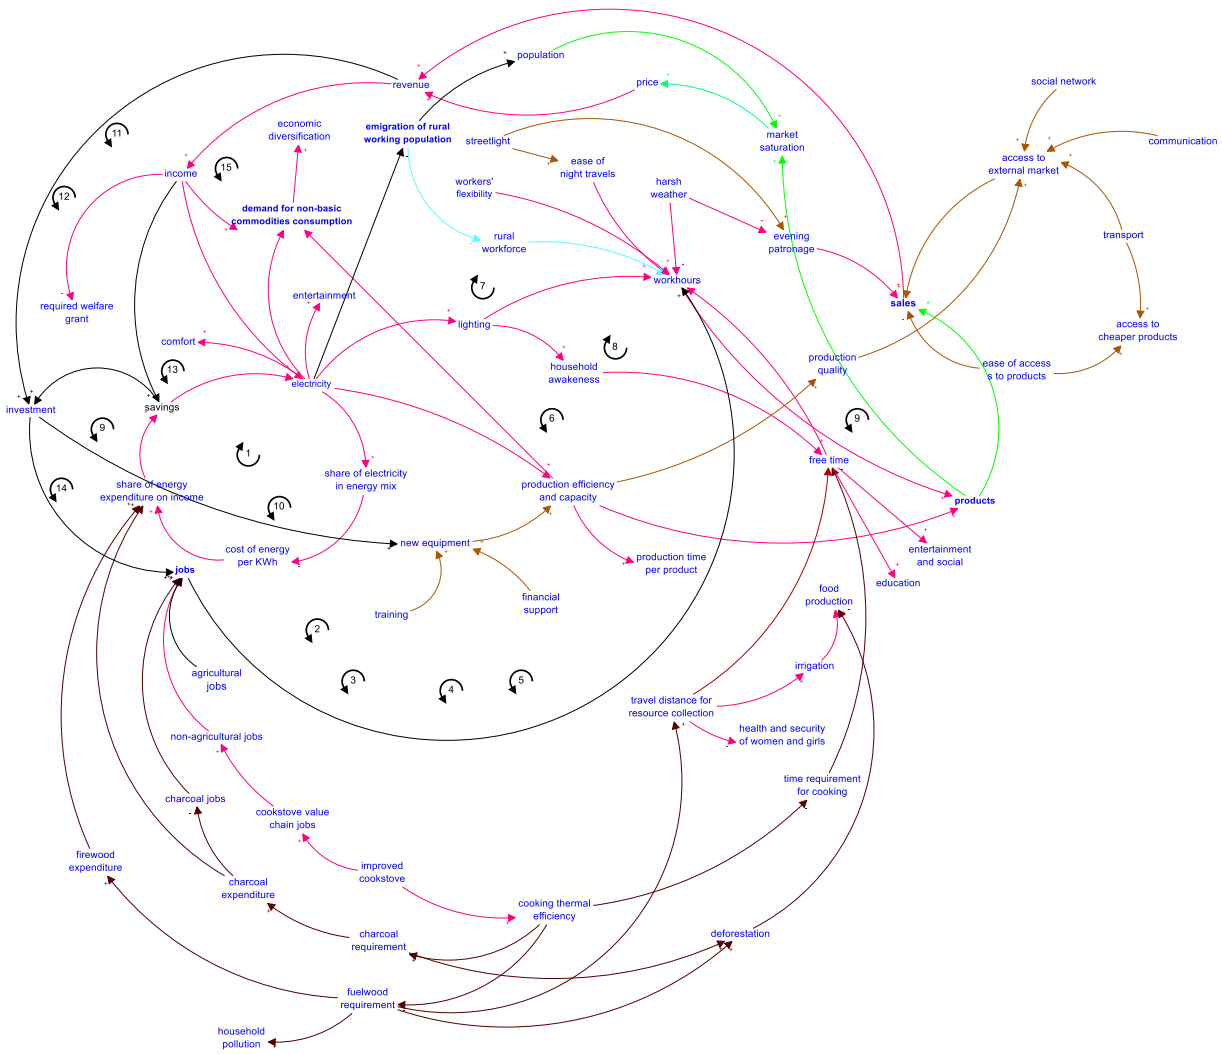 population
revenue
price
social network
economic
diversification
emigration of rural
working population
streetlight
market
saturation
communication
11
15
income
ease of
night travels
access to
external market
workers'
flexibility
harsh
weather
12
demand for non-basic
commodities consumption
rural
workforce
evening
patronage
transport
required welfare
grant
entertainment
7
workhours
sales
lighting
access to
cheaper products
comfort
8
household
awakeness
production
quality
ease of access
s to products
13
electricity
investment
savings
9
6
9
1
free time
14
share of energy
expenditure on income
share of electricity
in energy mix
production efficiency
and capacity
products
10
cost of energy
per KWh
new equipment
production time
per product
entertainment
and social
education
jobs
training
financial
support
food
production
2
3
4
5
agricultural
jobs
irrigation
travel distance for
resource collection
non-agricultural jobs
health and security
of women and girls
charcoal jobs
time requirement
for cooking
cookstove value
chain jobs
firewood
expenditure
improved
cookstove
charcoal
expenditure
cooking thermal
efficiency
charcoal
requirement
deforestation
fuelwood
requirement
household
pollution